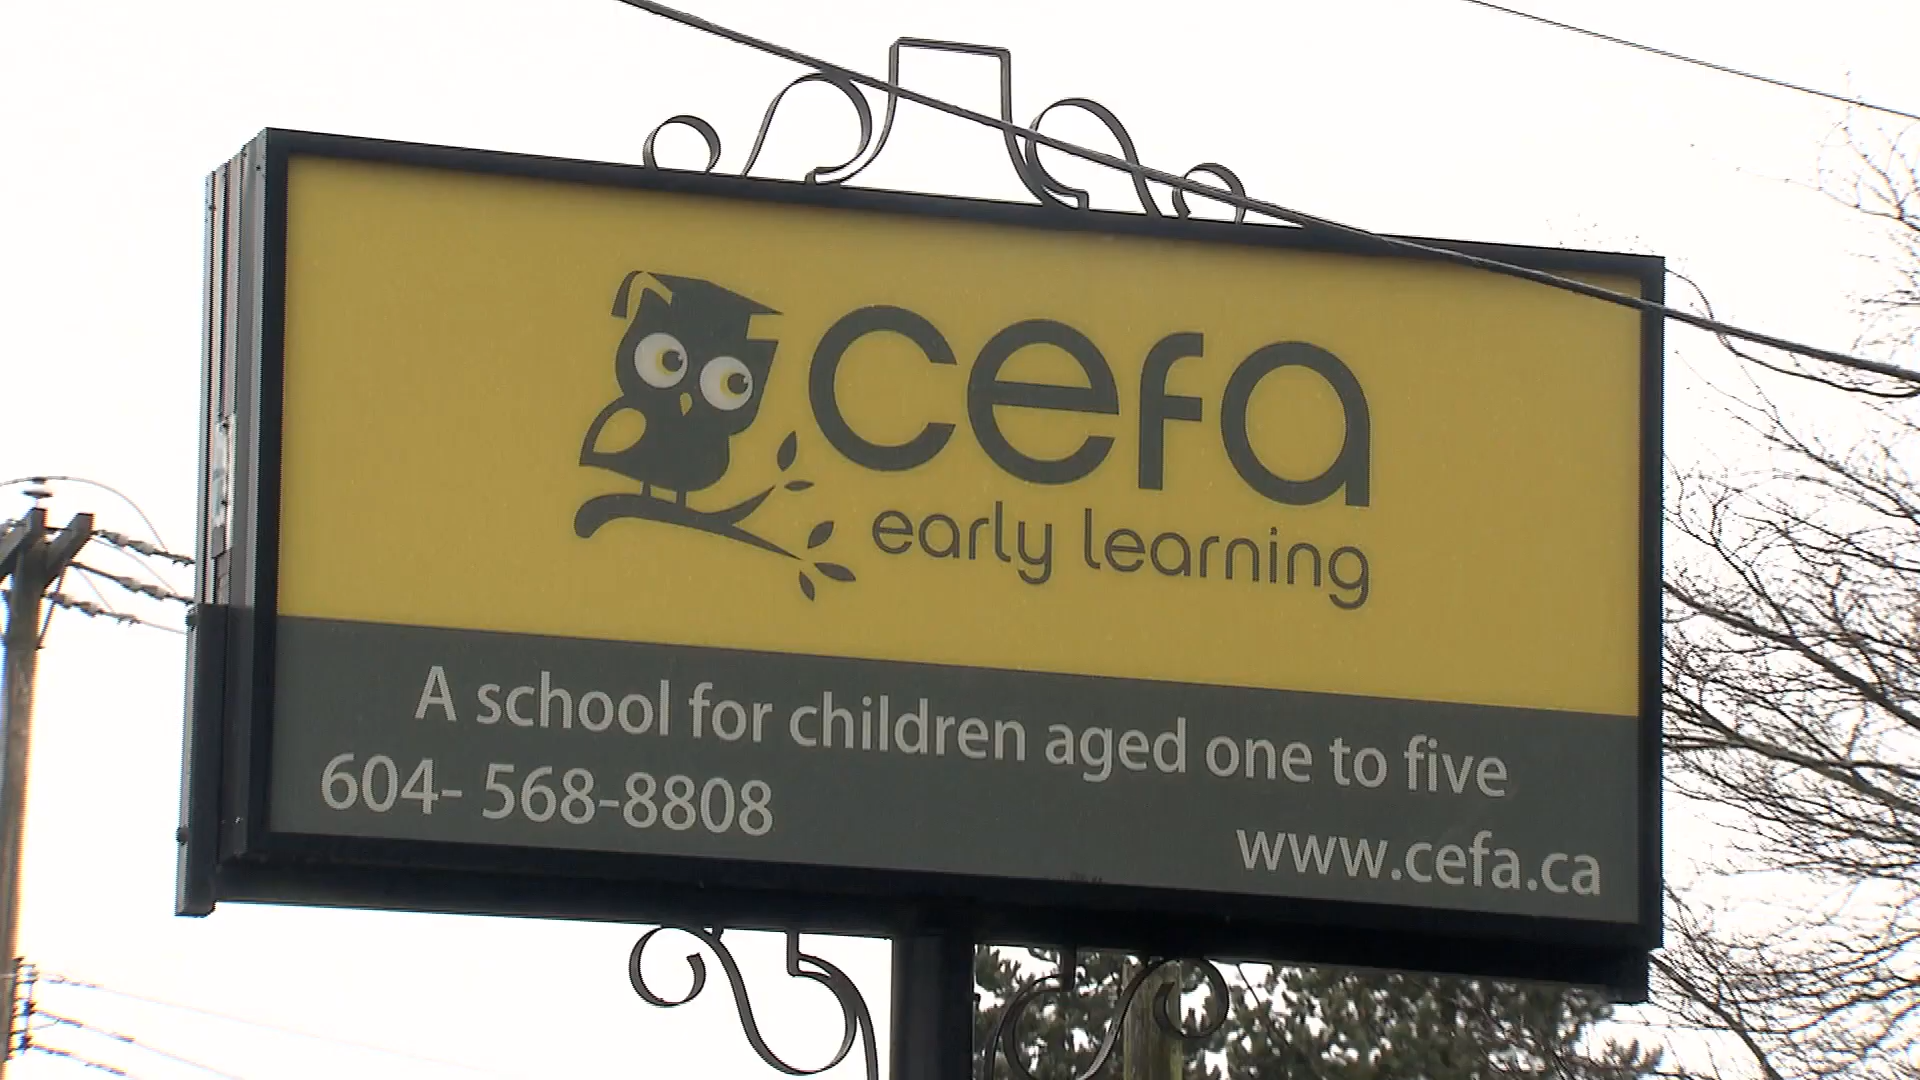 cefa
early learning
A school for children aged one to five
604- 568-8808
www.cefa.ca